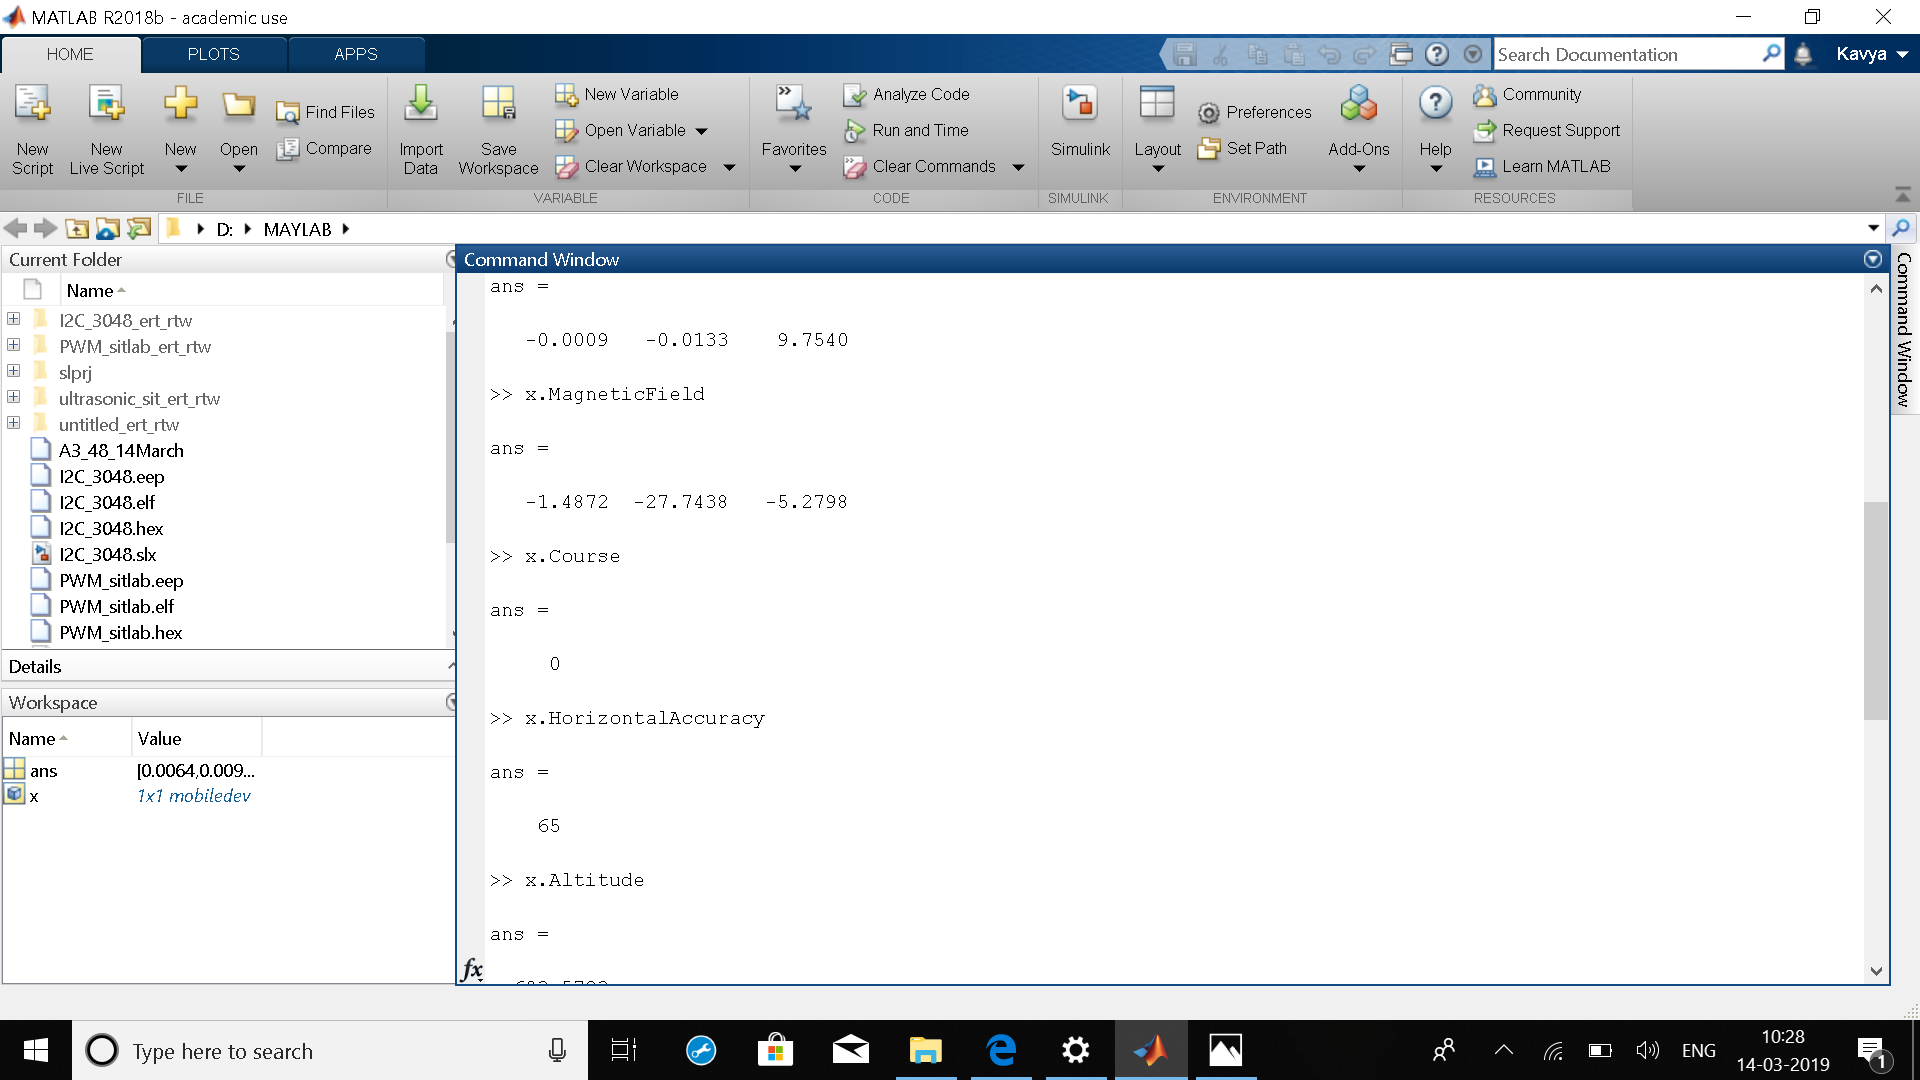 MATLAB R2018b - academic use
HOME PLOTS APPS
Search Documentation
Kavya
New Script
New Live Script
New
Open
Find Files
Compare
FILE
Import Data
Save Workspace
New Variable
Open Variable
Clear Workspace
VARIABLE
Favorites
Analyze Code
Run and Time
Clear Commands
CODE
Simulink
SIMULINK
Layout
Preferences
Set Path
Add-Ons
ENVIRONMENT
Help
Community
Request Support
Learn MATLAB
RESOURCES
D: MAYLAB
Current Folder
Name
I2C_3048_ert_rtw
PWM_sitlab_ert_rtw
slprj
ultrasonic_sit_ert_rtw
untitled_ert_rtw
A3_48_14March
I2C_3048.eep
I2C_3048.elf
I2C_3048.hex
I2C_3048.slx
PWM_sitlab.eep
PWM_sitlab.elf
PWM_sitlab.hex
Details
Workspace
Name Value
ans [0.0064,0.009...
x 1x1 mobiledev
Command Window
ans =
-0.0009 -0.0133 9.7540
>> x.MagneticField
ans =
-1.4872 -27.7438 -5.2798
>> x.Course
ans =
0
>> x.HorizontalAccuracy
ans =
65
>> x.Altitude
ans =
fx
Command Window
Type here to search
ENG
10:28
14-03-2019
1